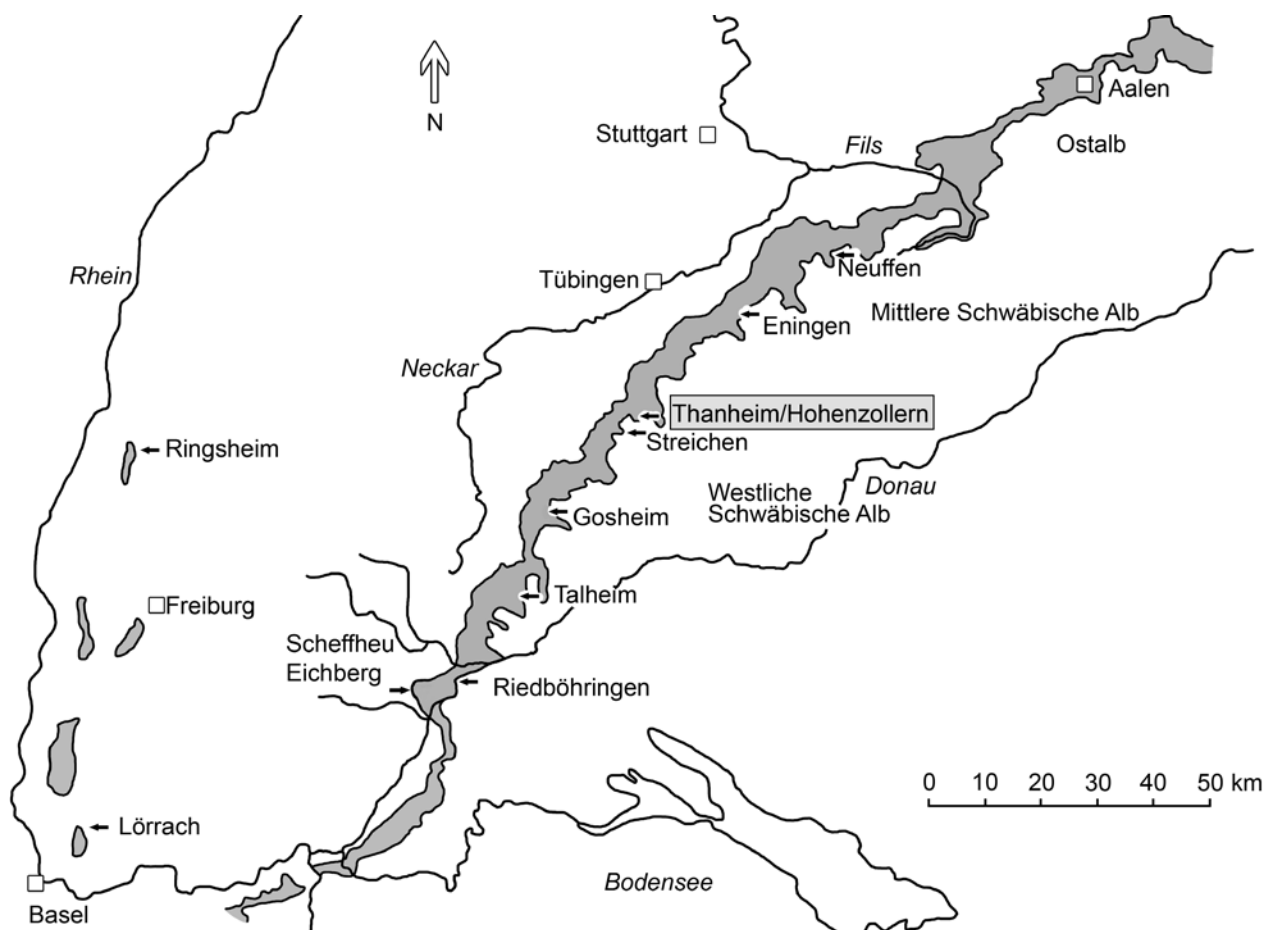 Aalen
N
Stuttgart
Fils
Ostalb
Rhein
Tübingen
Neuffen
Mittlere Schwäbische Alb
Eningen
Neckar
Thanheim/Hohenzollern
Streichen
Ringsheim
Donau
Westliche
Schwäbische Alb
Gosheim
Talheim
Freiburg
Scheffheu
Eichberg
Riedböhringen
0 10 20 30 40 50 km
Lörrach
Bodensee
Basel